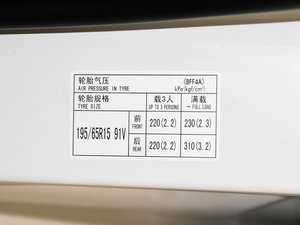 轮胎气压 (BFF4A)
AIR PRESSURE IN TYRE kPa(kgf/cm²)
轮胎规格 载3人 满载
TYRE SIZE UP TO 3 PERSONS ~ FULL LOAD
195/65R15 91V
前 220(2.2) 230(2.3)
FRONT
后 220(2.2) 310(3.2)
REAR